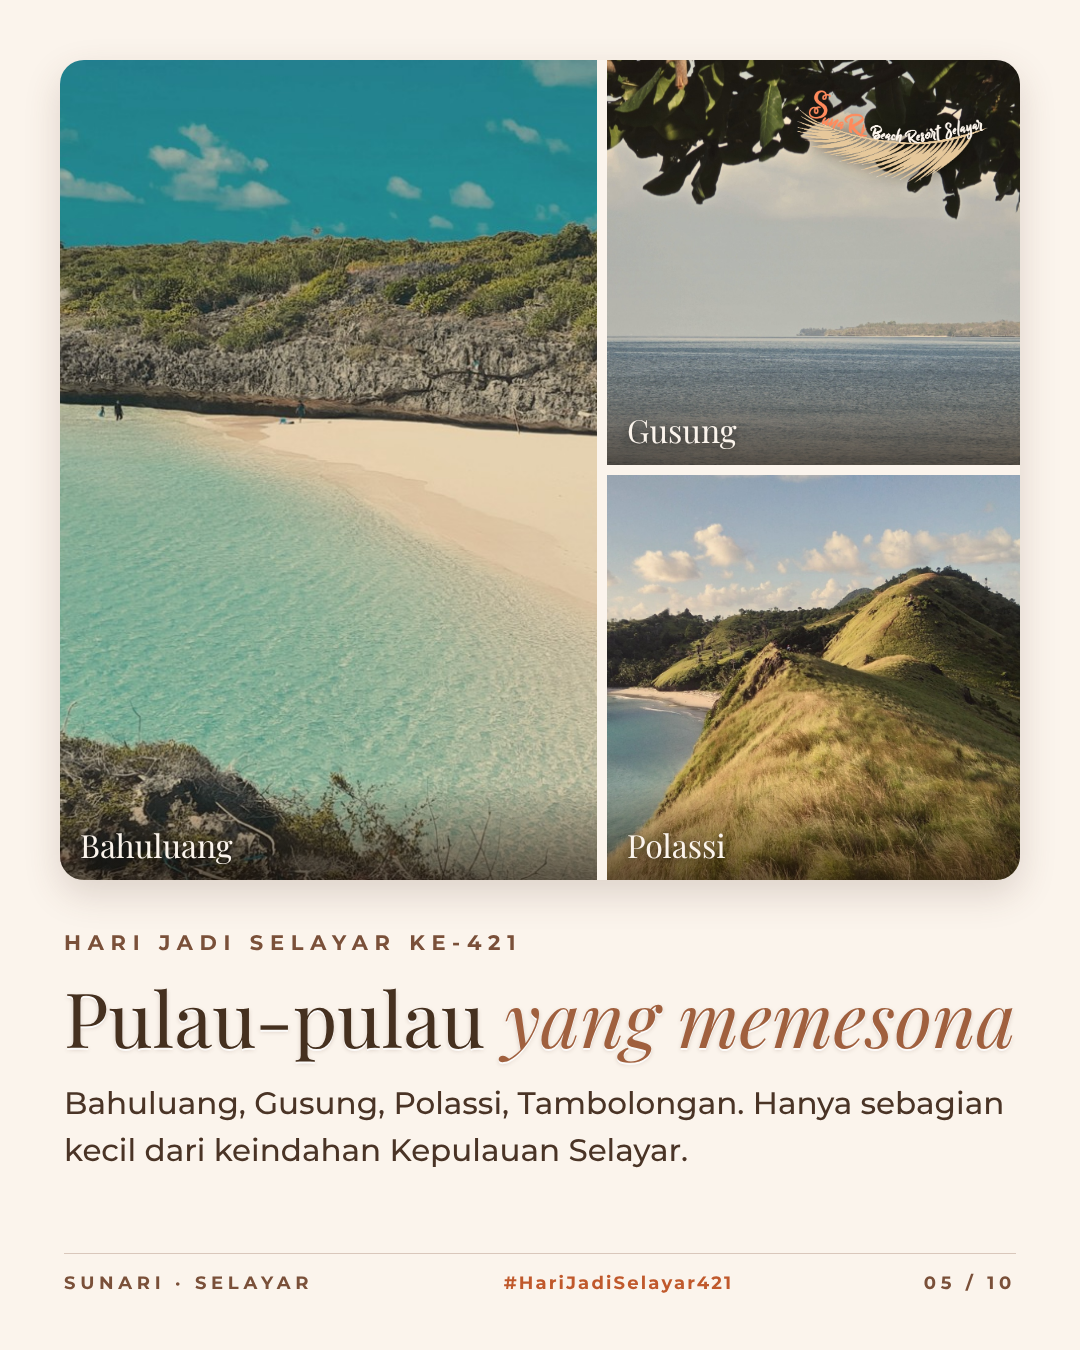 Beach Resort Selayar
Gusung
Bahuluang
Polassi
HARI JADI SELAYAR KE-421
Pulau-pulau yang memesona
Bahuluang, Gusung, Polassi, Tambolongan. Hanya sebagian
kecil dari keindahan Kepulauan Selayar.
SUNARI · SELAYAR
#HariJadiSelayar421
05 / 10